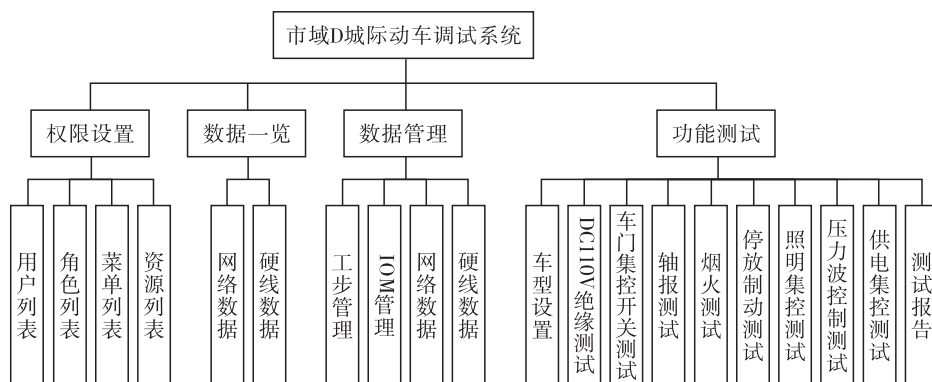 市域D城际动车调试系统
权限设置
数据一览
数据管理
功能测试
用户列表
角色列表
菜单列表
资源列表
网络数据
硬线数据
工步管理
IOM管理
网络数据
硬线数据
车型设置
DC110V绝缘测试
车门集控开关测试
轴报测试
烟火测试
停放制动测试
照明集控测试
压力波控制测试
供电集控测试
测试报告